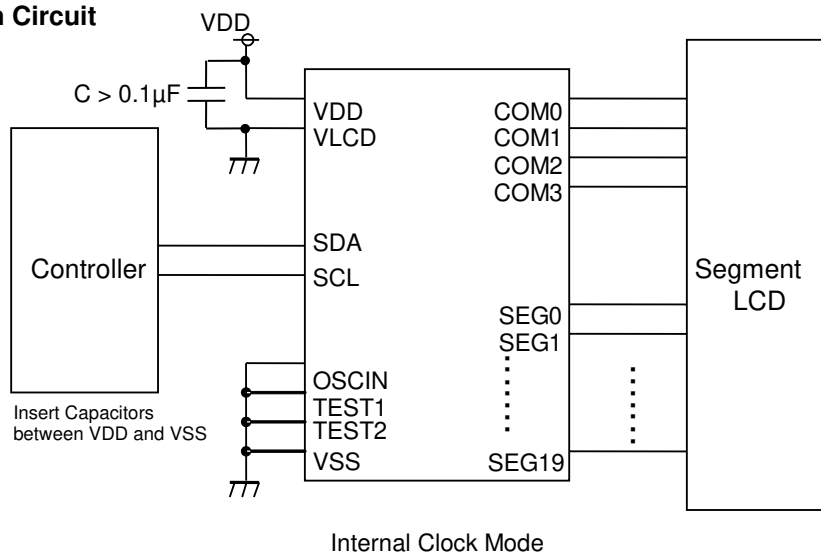 n Circuit
VDD
C > 0.1µF
VDD
VLCD
COM0
COM1
COM2
COM3
Controller
SDA
SCL
Segment
LCD
SEG0
SEG1
OSCIN
TEST1
TEST2
VSS
SEG19
Insert Capacitors
between VDD and VSS
Internal Clock Mode